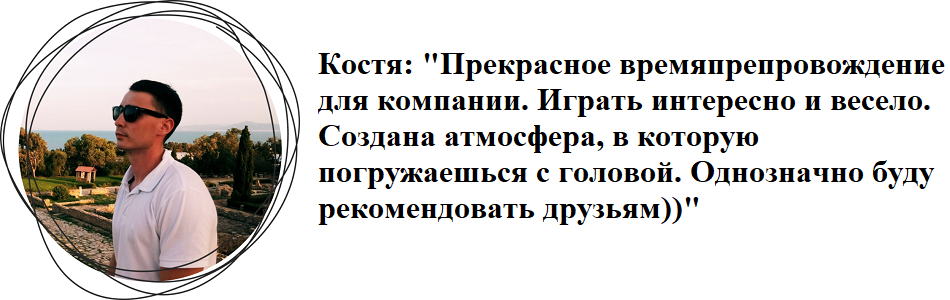 Костя: "Прекрасное времяпрепровождение
для компании. Играть интересно и весело.
Создана атмосфера, в которую
погружаешься с головой. Однозначно буду
рекомендовать друзьям))"